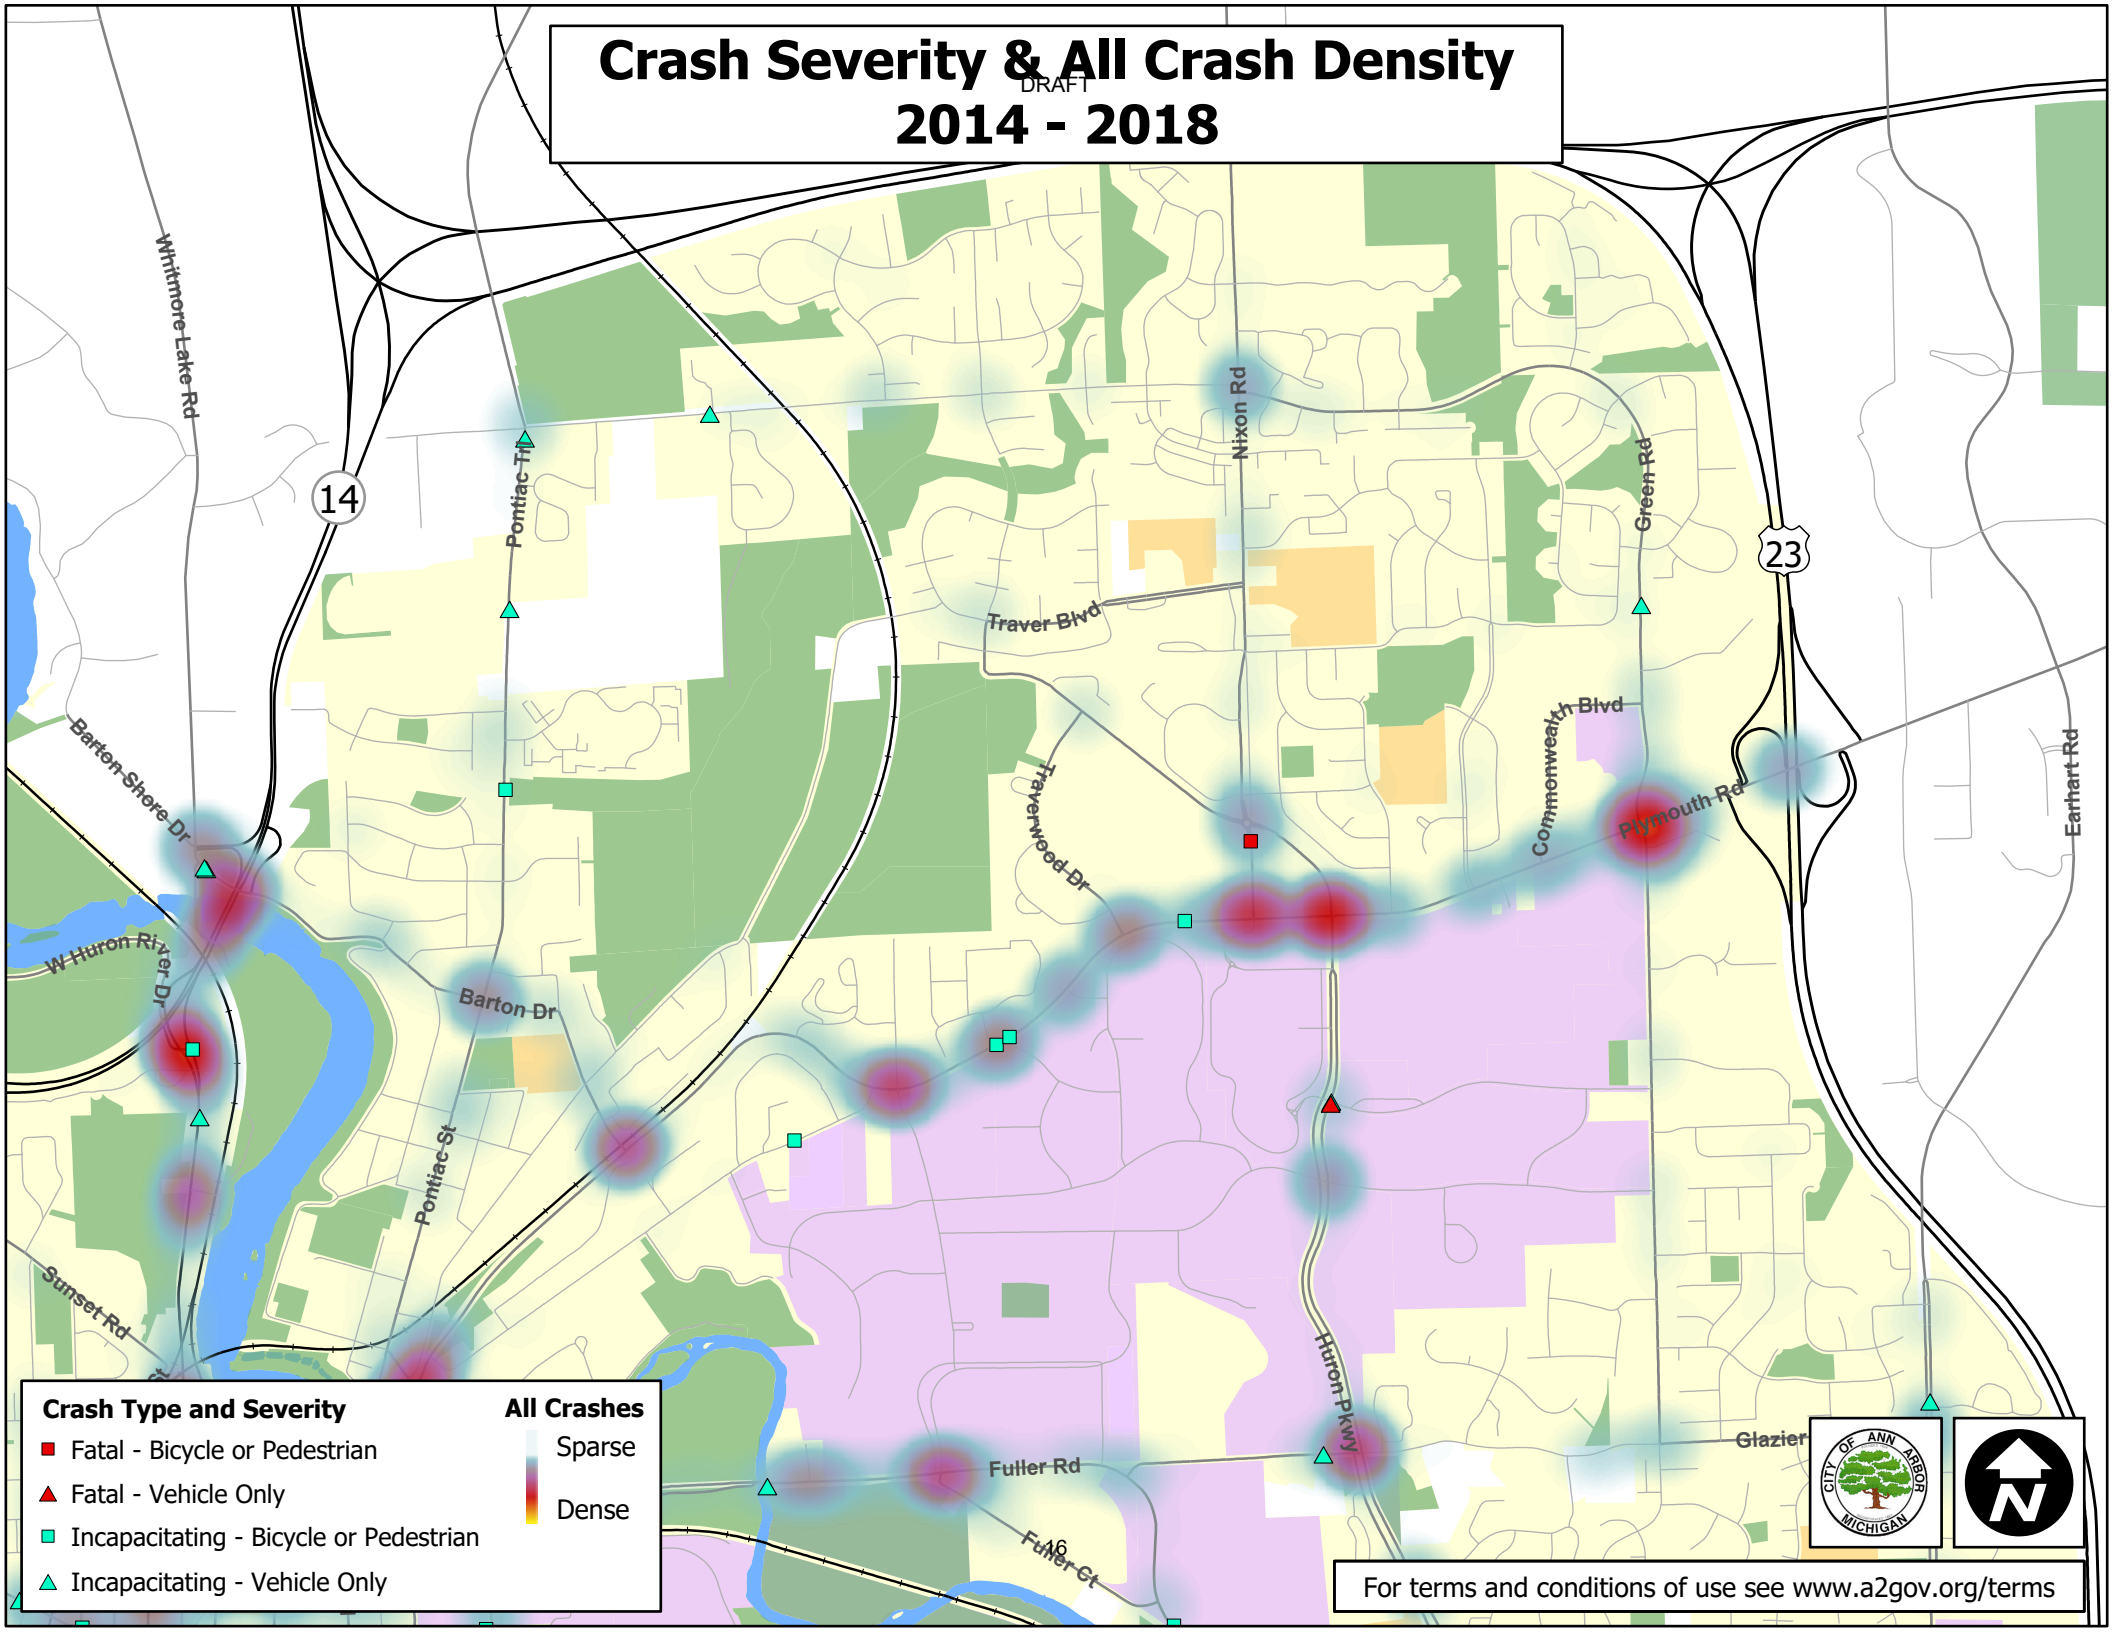 Crash Severity & All Crash Density
DRAFT
2014 - 2018
Whitmore Lake Rd
14
Pontiac Trl
Nixon Rd
Green Rd
23
Traver Blvd
Commonwealth Blvd
Barton Shore Dr
Traverwood Dr
Plymouth Rd
Earhart Rd
W Huron River Dr
Barton Dr
Pontiac St
Sunset Rd
Huron Pkwy
Fuller Rd
Glazier
Fuller Ct
16
Crash Type and Severity
Fatal - Bicycle or Pedestrian
Fatal - Vehicle Only
Incapacitating - Bicycle or Pedestrian
Incapacitating - Vehicle Only
All Crashes
Sparse
Dense
CITY OF ANN ARBOR
MICHIGAN
N
For terms and conditions of use see www.a2gov.org/terms